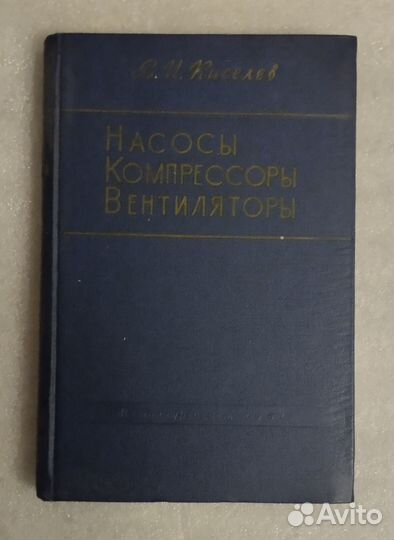 В. И. Киселев
Насосы
Компрессоры
Вентиляторы
Avito